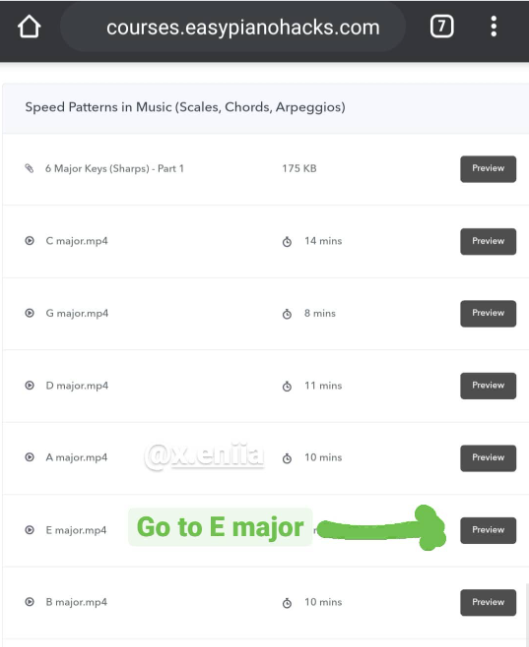 courses.easypianohacks.com 7
Speed Patterns in Music (Scales, Chords, Arpeggios)
6 Major Keys (Sharps) - Part 1 175 KB Preview
C major.mp4 14 mins Preview
G major.mp4 8 mins Preview
D major.mp4 11 mins Preview
A major.mp4 @x.eniia 10 mins Preview
E major.mp4 Go to E major Preview
B major.mp4 10 mins Preview